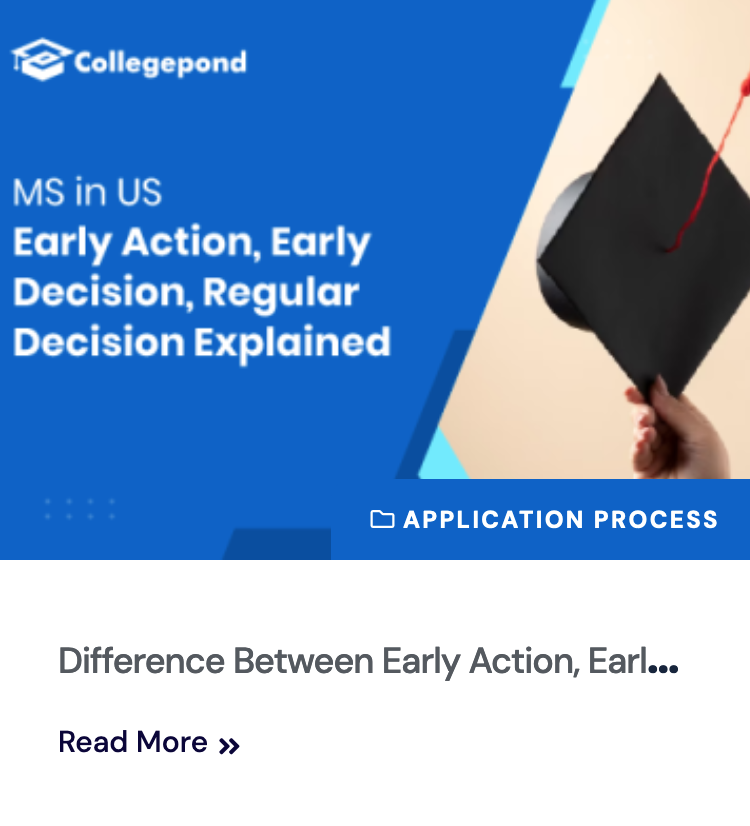 Collegepond
MS in US
Early Action, Early
Decision, Regular
Decision Explained
APPLICATION PROCESS
Difference Between Early Action, Earl...
Read More »